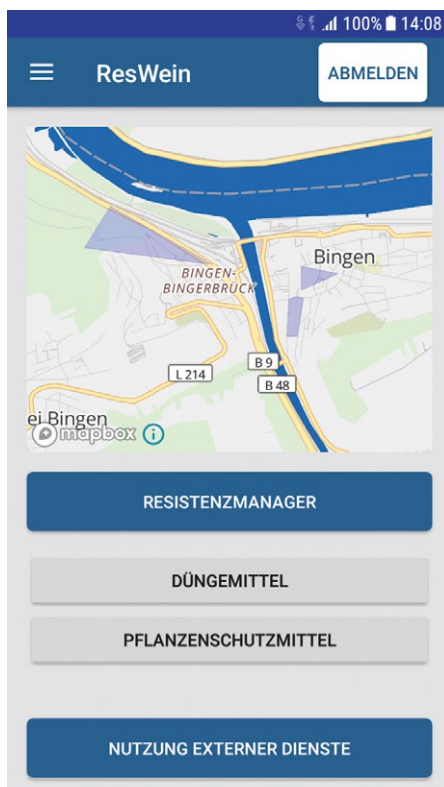 100% 14:08
ResWein
ABMELDEN
Bingen
BINGEN-
BINGERBRÜCK
B 9
L 214
B 48
ei Bingen
mapbox
RESISTENZMANAGER
DÜNGEMITTEL
PFLANZENSCHUTZMITTEL
NUTZUNG EXTERNER DIENSTE